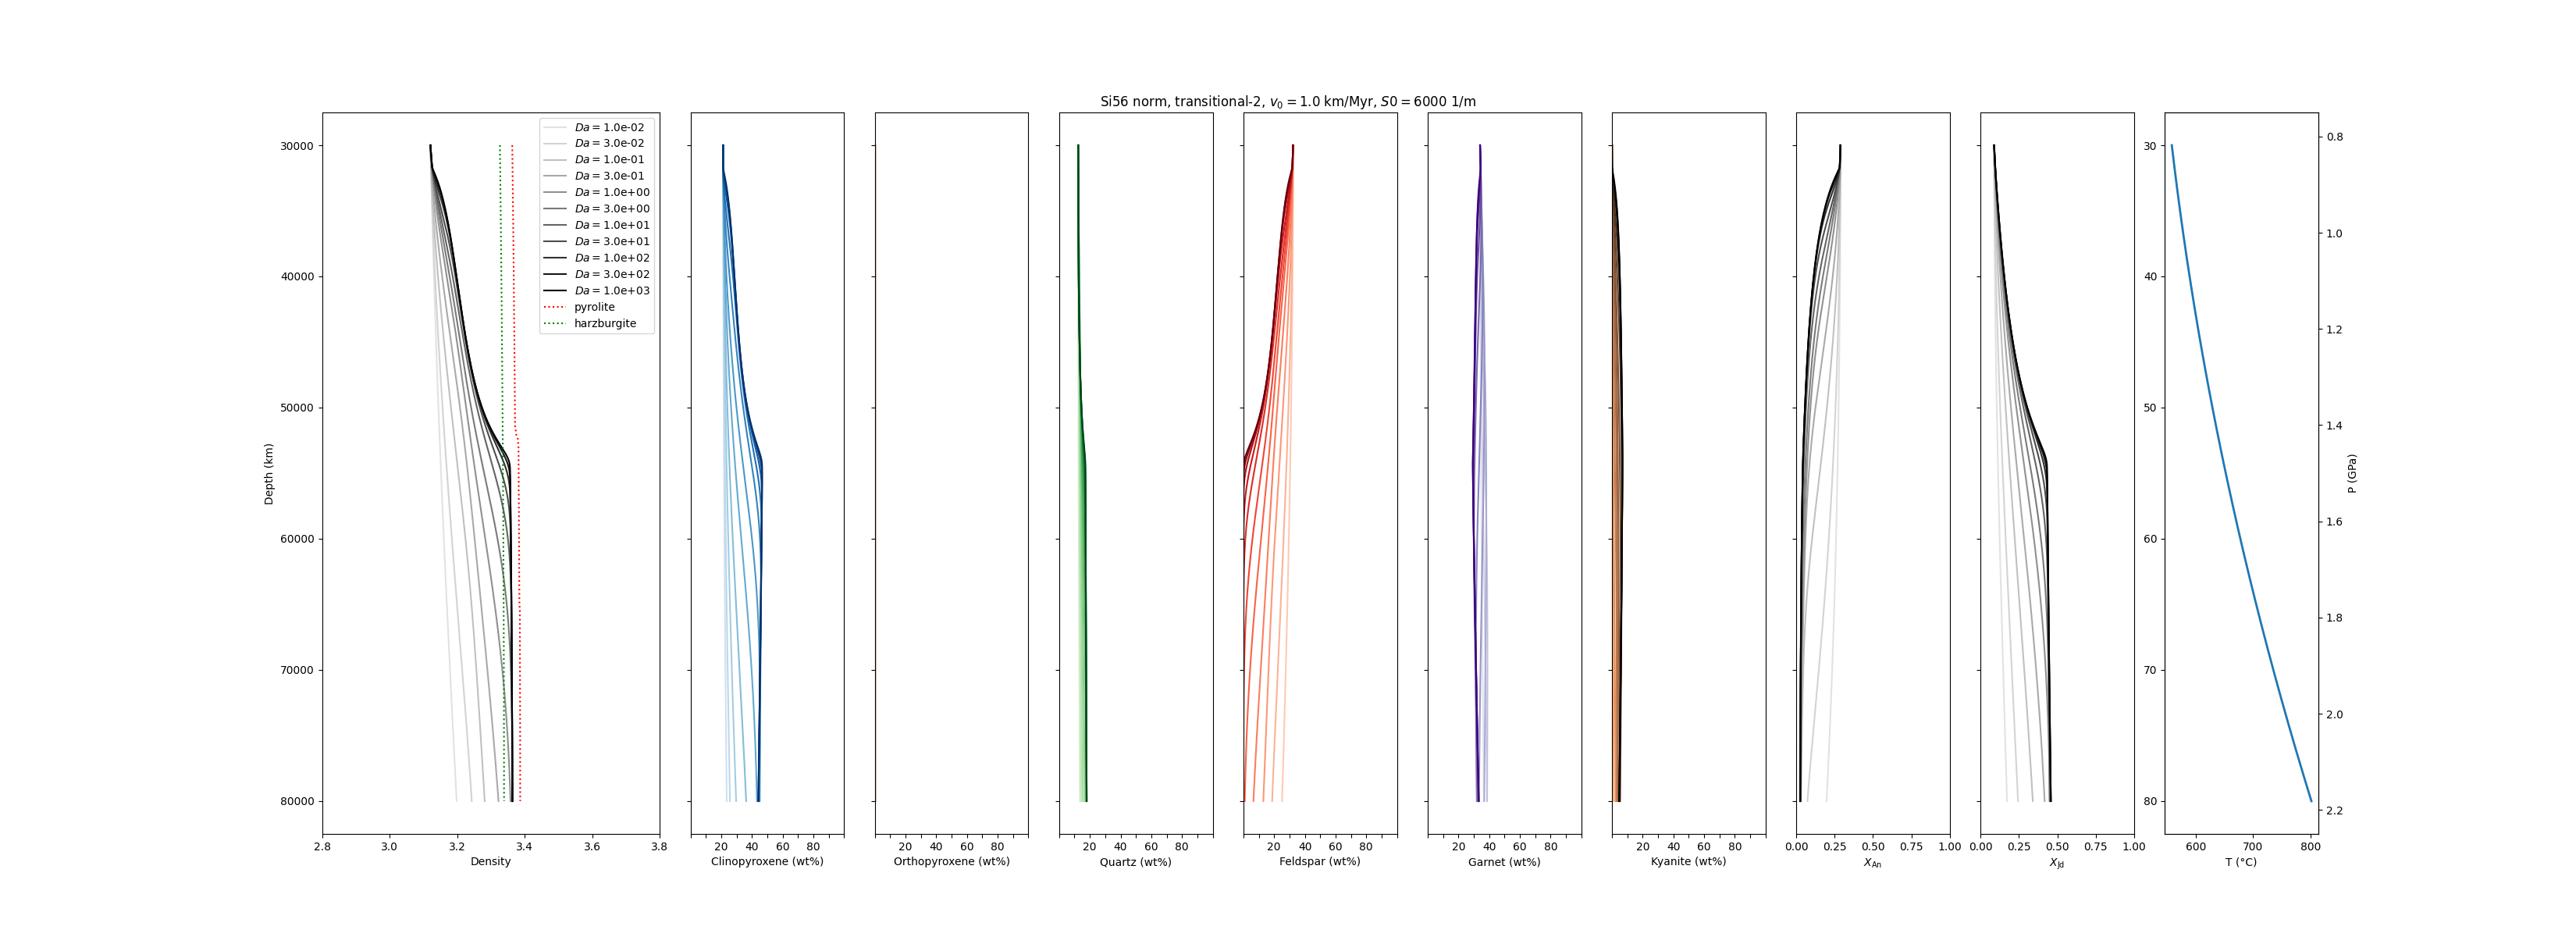 Si56 norm, transitional-2, v₀ = 1.0 km/Myr, S0 = 6000 1/m
Da = 1.0e-02
Da = 3.0e-02
Da = 1.0e-01
Da = 3.0e-01
Da = 1.0e+00
Da = 3.0e+00
Da = 1.0e+01
Da = 3.0e+01
Da = 1.0e+02
Da = 3.0e+02
Da = 1.0e+03
pyrolite
harzburgite
Depth (km)
30000
40000
50000
60000
70000
80000
2.8 3.0 3.2 3.4 3.6 3.8
Density
20 40 60 80
Clinopyroxene (wt%)
20 40 60 80
Orthopyroxene (wt%)
20 40 60 80
Quartz (wt%)
20 40 60 80
Feldspar (wt%)
20 40 60 80
Garnet (wt%)
20 40 60 80
Kyanite (wt%)
0.00 0.25 0.50 0.75 1.00
X_An
0.00 0.25 0.50 0.75 1.00
X_Jd
30
40
50
60
70
80
600 700 800
T (°C)
0.8
1.0
1.2
1.4
1.6
1.8
2.0
2.2
P (GPa)